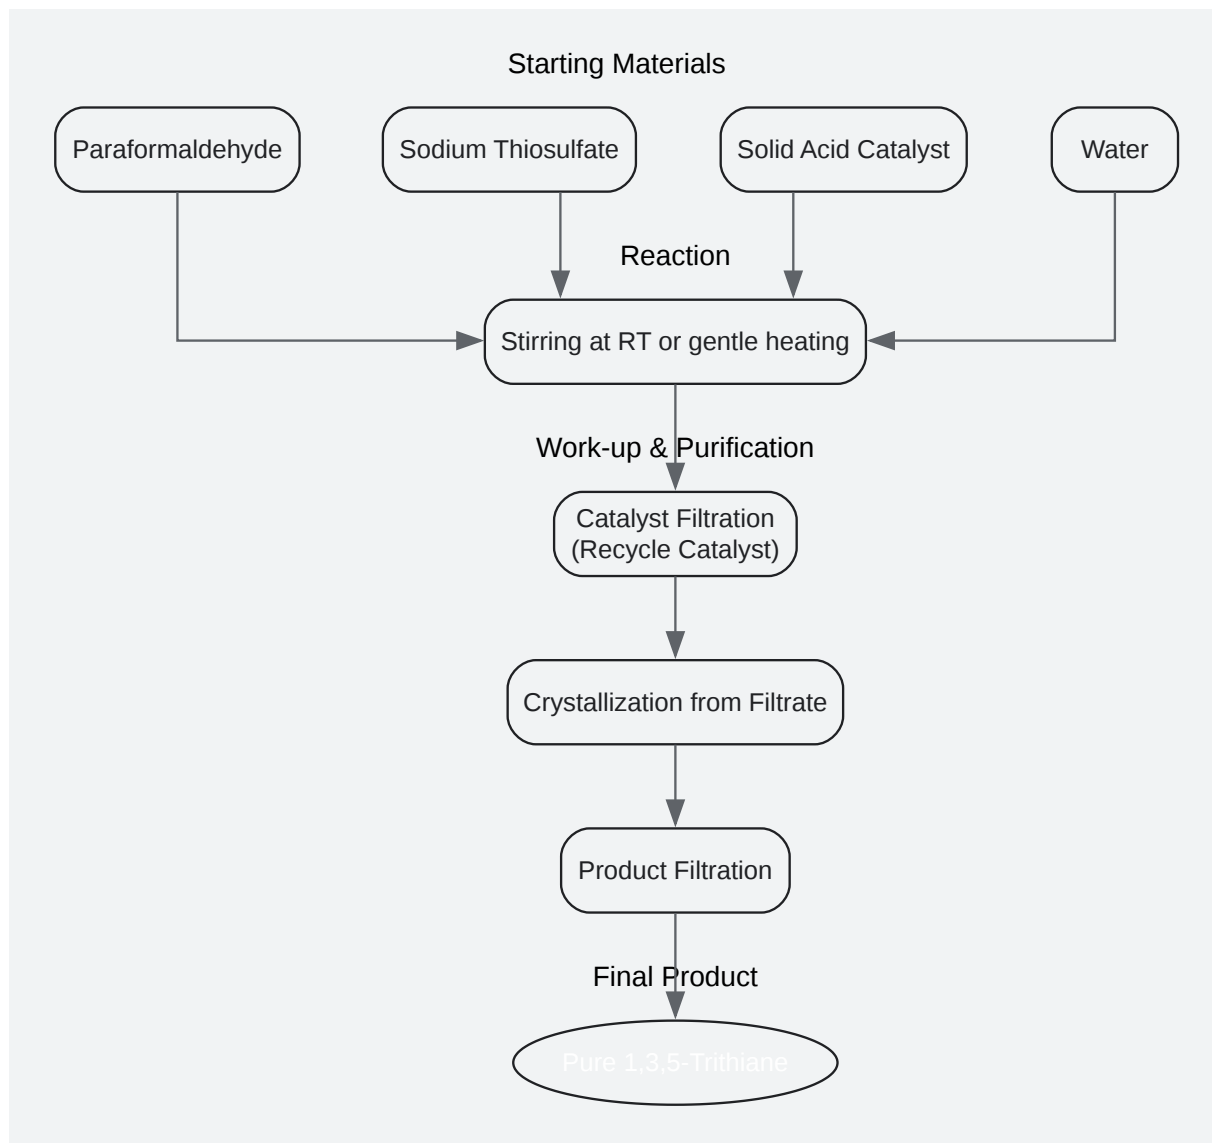 Starting Materials
Paraformaldehyde
Sodium Thiosulfate
Solid Acid Catalyst
Water
Reaction
Stirring at RT or gentle heating
Work-up & Purification
Catalyst Filtration
(Recycle Catalyst)
Crystallization from Filtrate
Product Filtration
Final Product
Pure 1,3,5-Trithiane